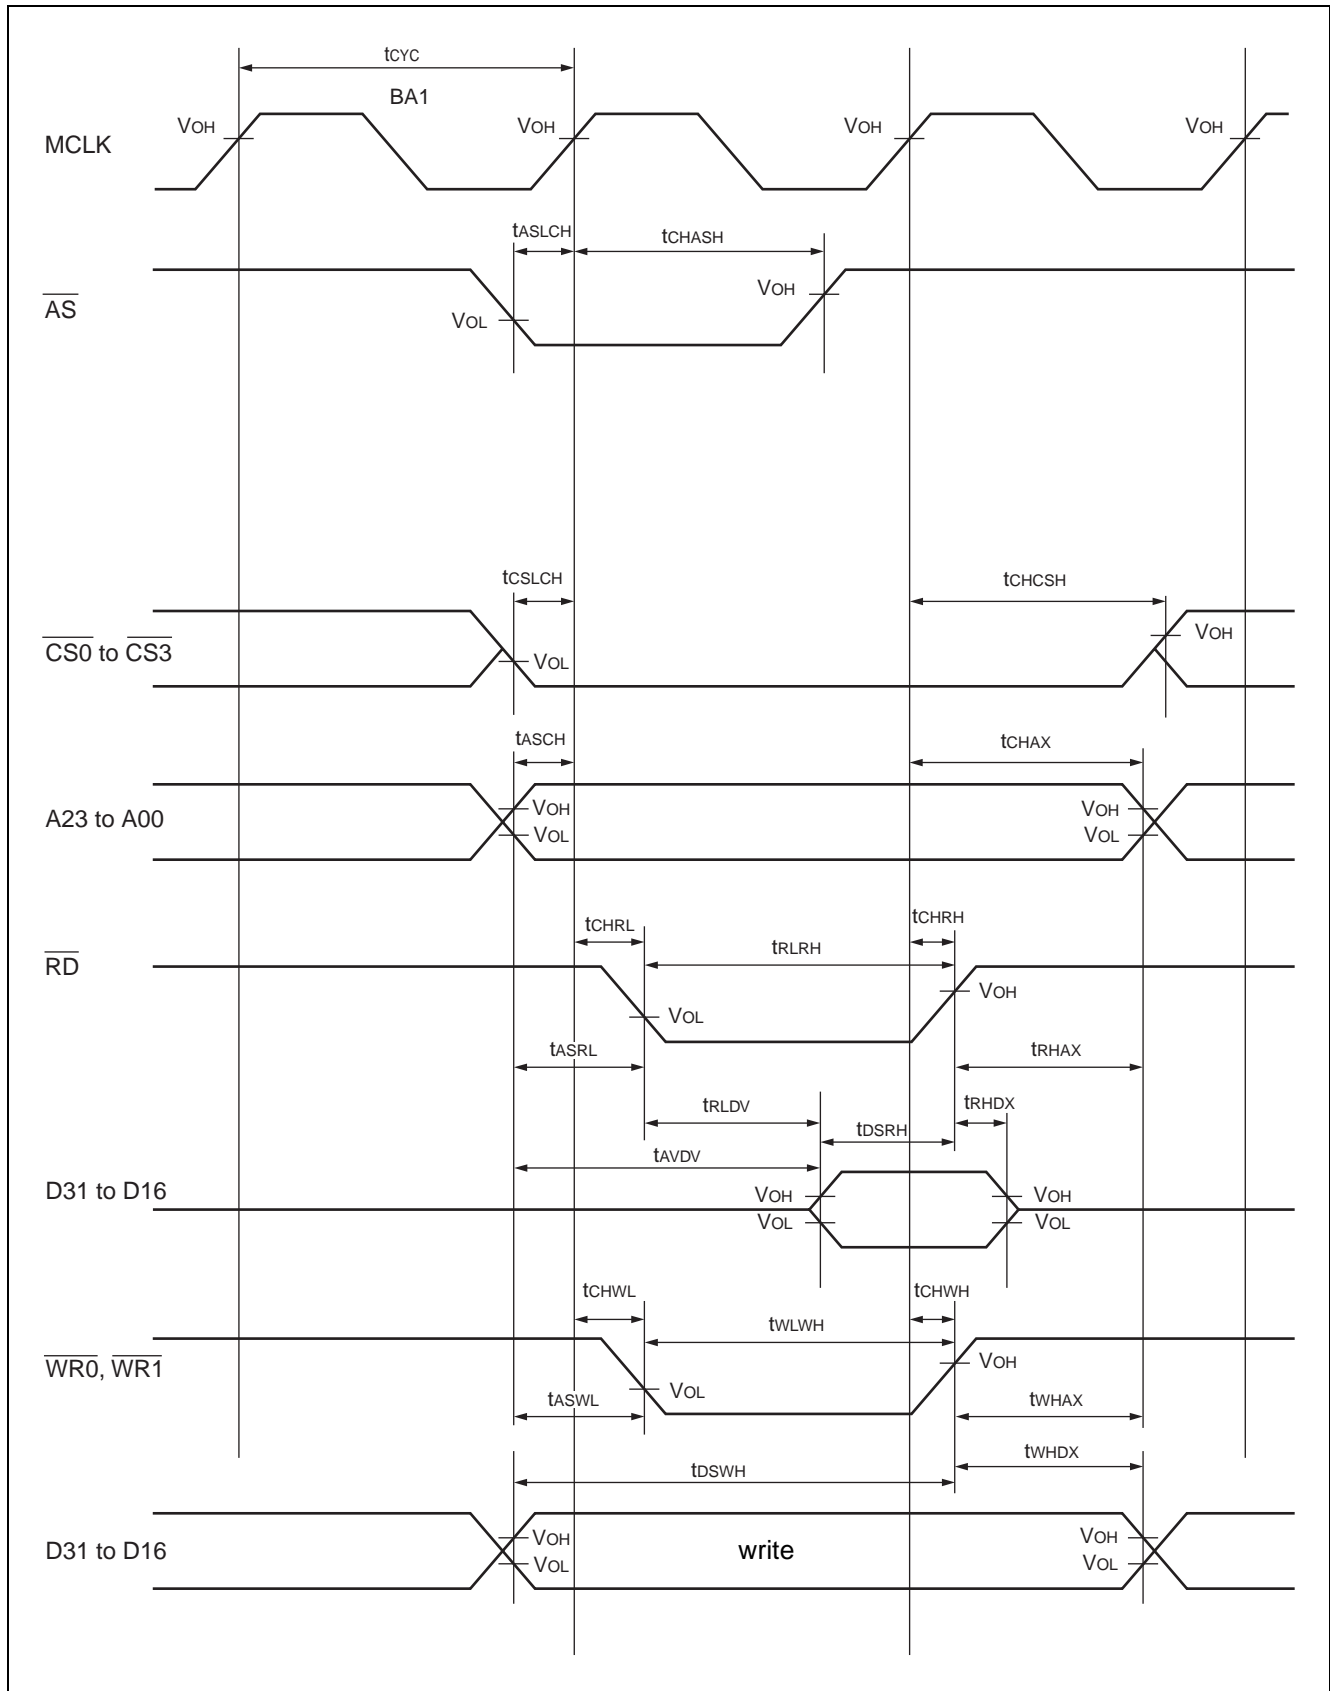 tCYC
BA1
VOH VOH VOH VOH
MCLK
tASLCH tCHASH
VOH
AS
VOL
tCSLCH tCHCSH
VOH
CS0 to CS3
VOL
tASCH tCHAX
VOH VOH
A23 to A00
VOL VOL
tCHRL tCHRH
tRLRH
RD
VOH
VOL
tASRL tRHAX
tRLDV tRHDX
tDSRH
tAVDV
D31 to D16
VOH VOH
VOL VOL
tCHWL tCHWH
tWLWH
WR0, WR1
VOH
VOL
tASWL tWHAX
tWHDX
tDSWH
VOH VOH
D31 to D16 write
VOL VOL